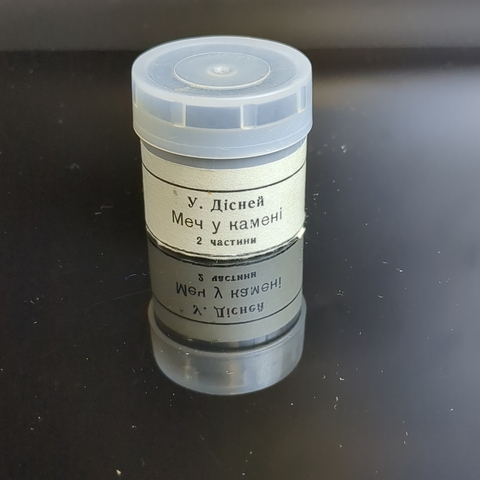 У. Дісней
Меч у камені
2 частини